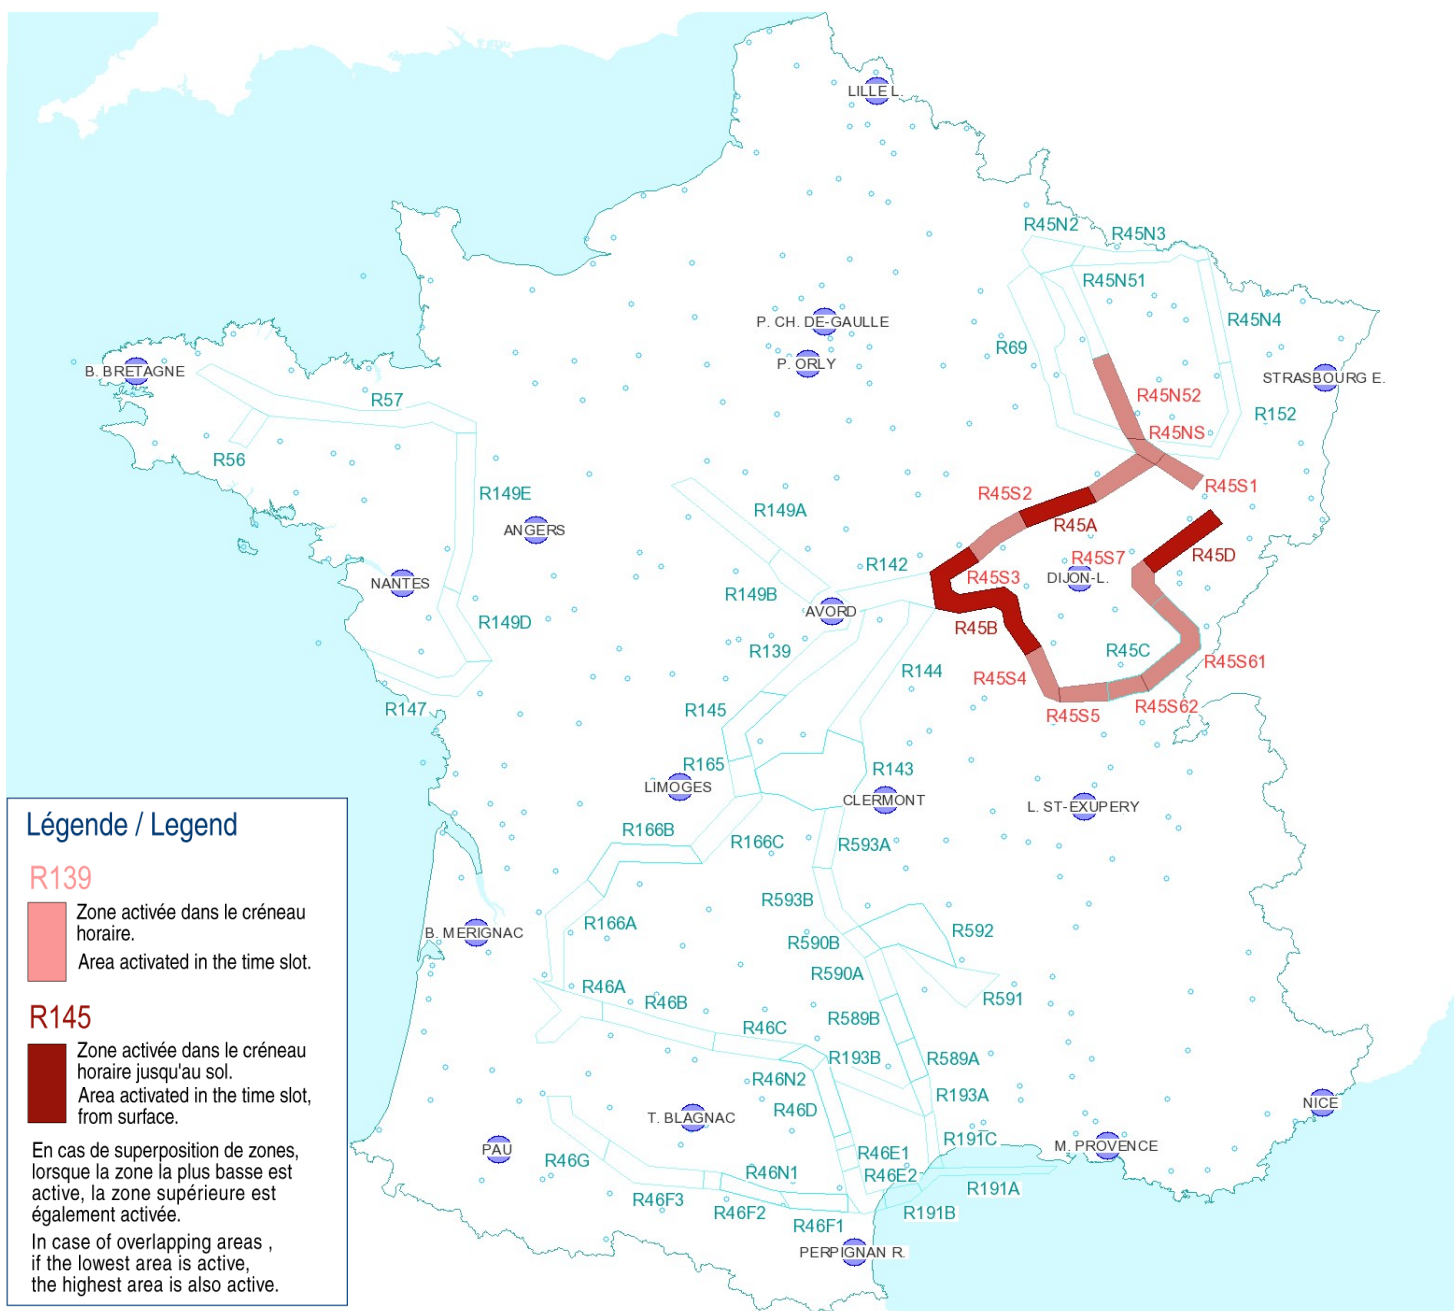 LILLE L.
R45N2
R45N3
R45N51
R45N4
P. CH. DE-GAULLE
R69
P. ORLY
B. BRETAGNE
STRASBOURG E.
R57
R45N52
R152
R45NS
R56
R149E
R45S2
R45S1
R149A
R45A
ANGERS
R45S7
R45D
R142
R45S3
DIJON-L.
NANTES
R149B
AVORD
R149D
R45B
R139
R45C
R45S61
R144
R45S4
R147
R145
R45S5
R45S62
R165
R143
LIMOGES
CLERMONT
L. ST-EXUPERY
R166B
R166C
R593A
R593B
R166A
B. MERIGNAC
R590B
R592
R590A
R46A
R46B
R591
R46C
R589B
R193B
R589A
R46N2
R193A
R46D
T. BLAGNAC
NICE
PAU
R191C
M. PROVENCE
R46E1
R46G
R46N1
R46E2
R46F3
R191A
R46F2
R46F1
R191B
PERPIGNAN R.
Légende / Legend
R139
Zone activée dans le créneau
horaire.
Area activated in the time slot.
R145
Zone activée dans le créneau
horaire jusqu'au sol.
Area activated in the time slot,
from surface.
En cas de superposition de zones,
lorsque la zone la plus basse est
active, la zone supérieure est
également activée.
In case of overlapping areas ,
if the lowest area is active,
the highest area is also active.